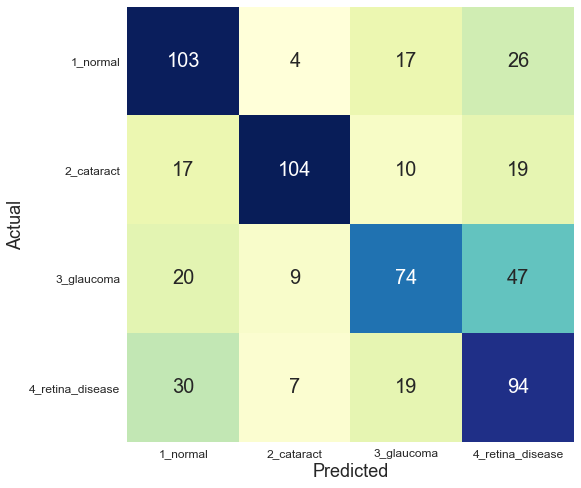 Actual
1_normal 103 4 17 26
2_cataract 17 104 10 19
3_glaucoma 20 9 74 47
4_retina_disease 30 7 19 94
1_normal 2_cataract 3_glaucoma 4_retina_disease
Predicted